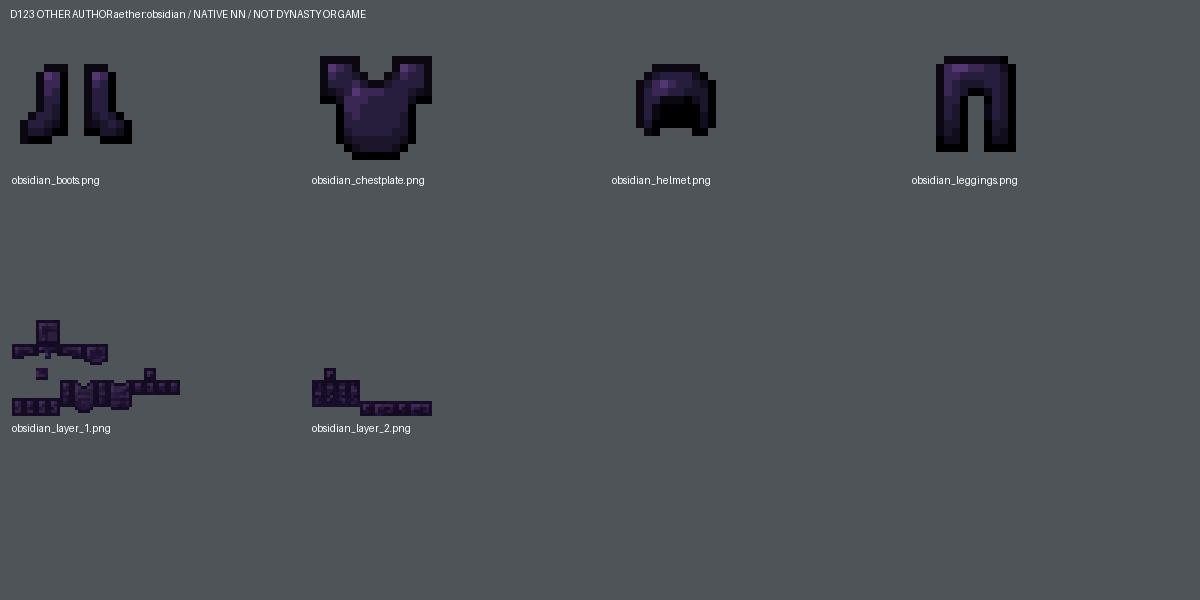 D123 OTHER AUTHOR aether:obsidian / NATIVE NN / NOT DYNASTY OR GAME
obsidian_boots.png
obsidian_chestplate.png
obsidian_helmet.png
obsidian_leggings.png
obsidian_layer_1.png
obsidian_layer_2.png